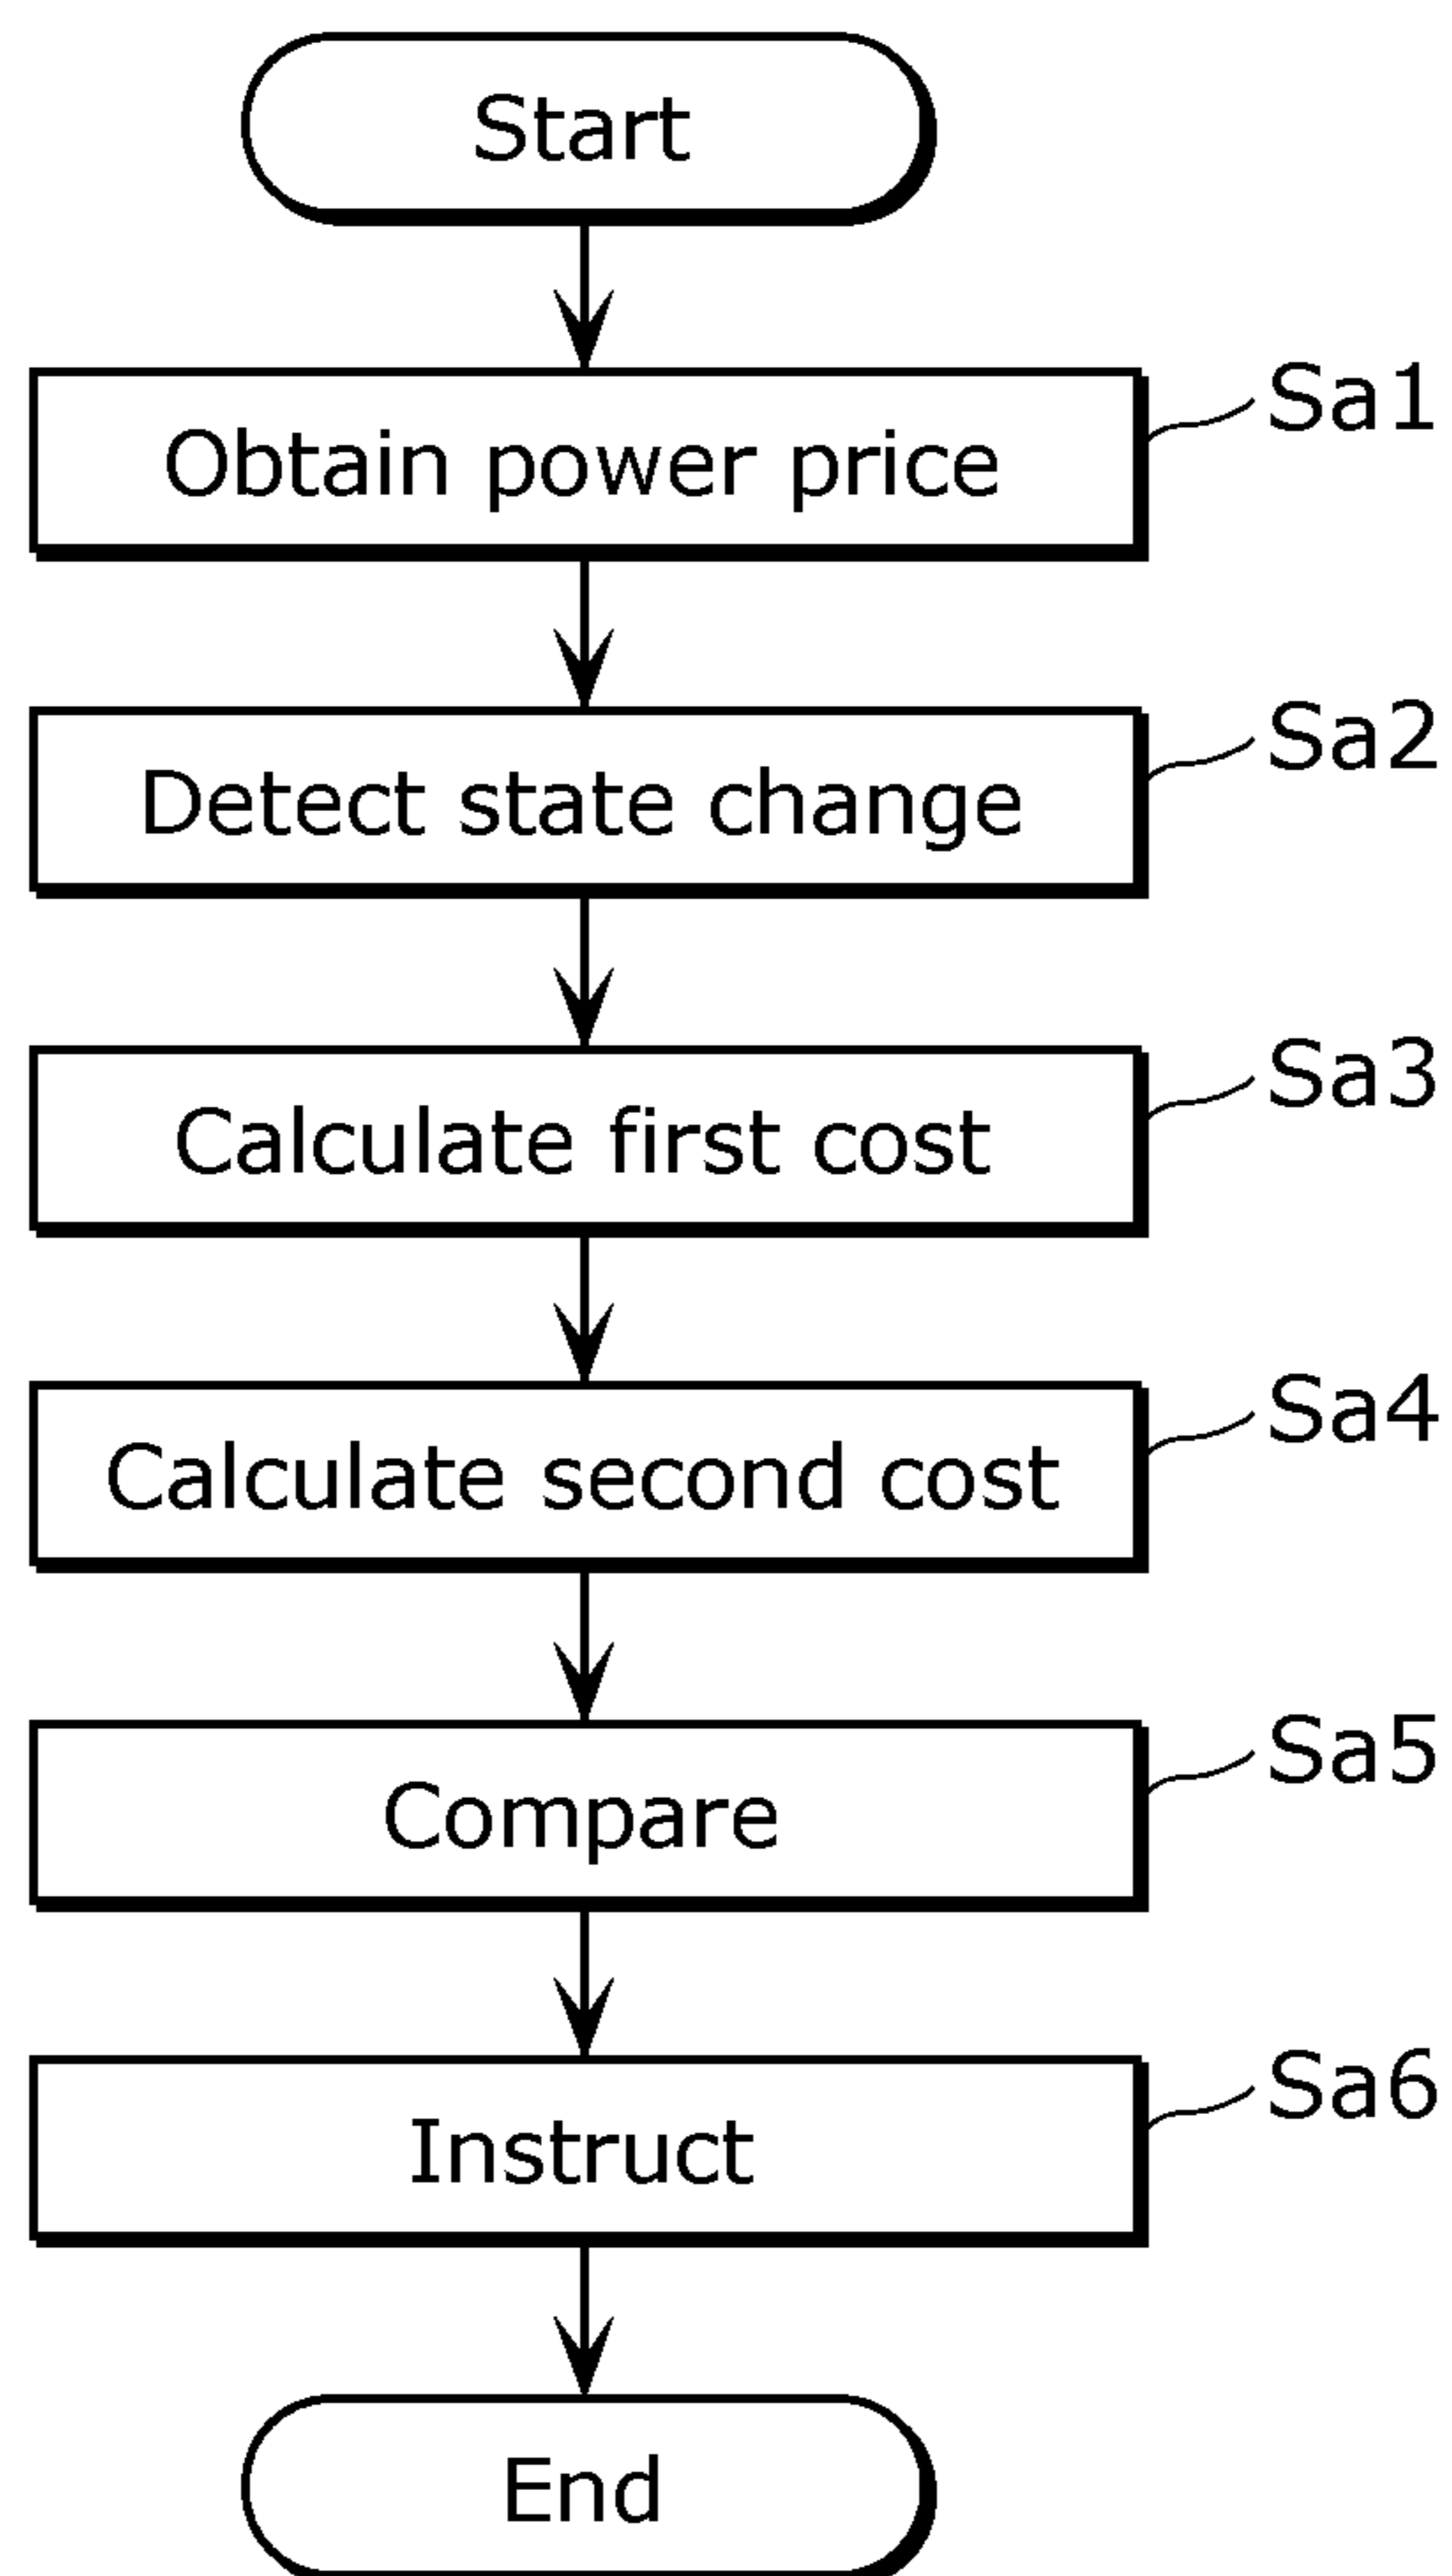 Start
Obtain power price
Sa1
Detect state change
Sa2
Calculate first cost
Sa3
Calculate second cost
Sa4
Compare
Sa5
Instruct
Sa6
End